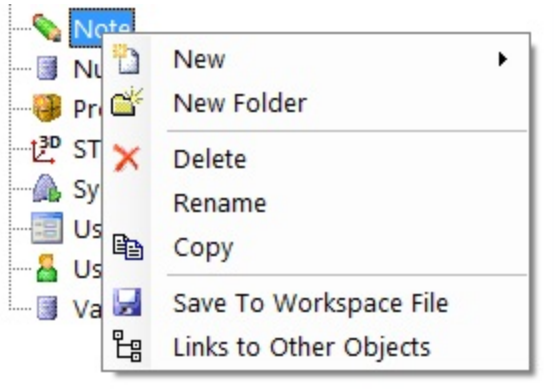 Note
New
Nu
New Folder
Pr
3D ST
Delete
Sy
Rename
Us
Copy
Us
Save To Workspace File
Va
Links to Other Objects